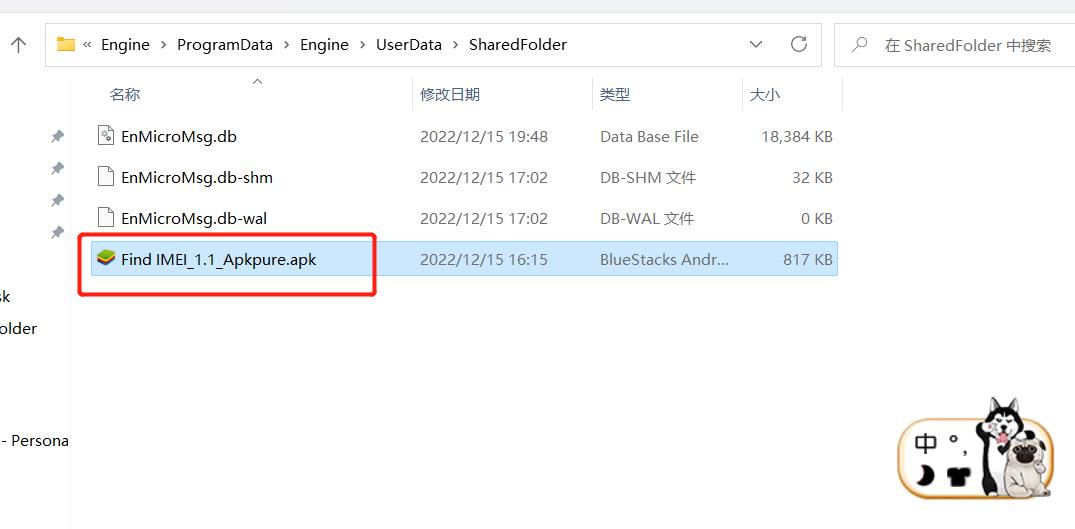 « Engine › ProgramData › Engine › UserData › SharedFolder
在 SharedFolder 中搜索
名称 修改日期 类型 大小
EnMicroMsg.db 2022/12/15 19:48 Data Base File 18,384 KB
EnMicroMsg.db-shm 2022/12/15 17:02 DB-SHM 文件 32 KB
EnMicroMsg.db-wal 2022/12/15 17:02 DB-WAL 文件 0 KB
Find IMEI_1.1_Apkpure.apk 2022/12/15 16:15 BlueStacks Andr... 817 KB
sk
older
- Persona
中 °,